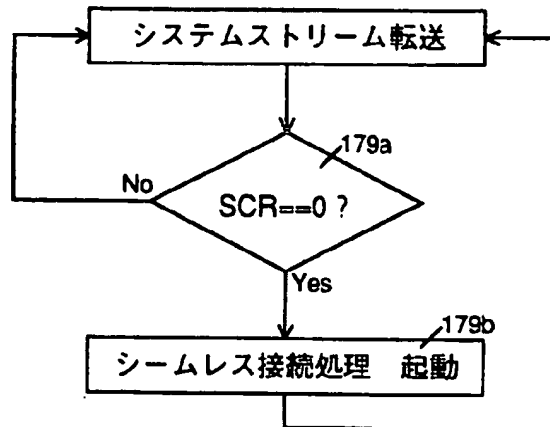 システムストリーム転送
179a
No
SCR==0 ?
Yes
179b
シームレス接続処理 起動